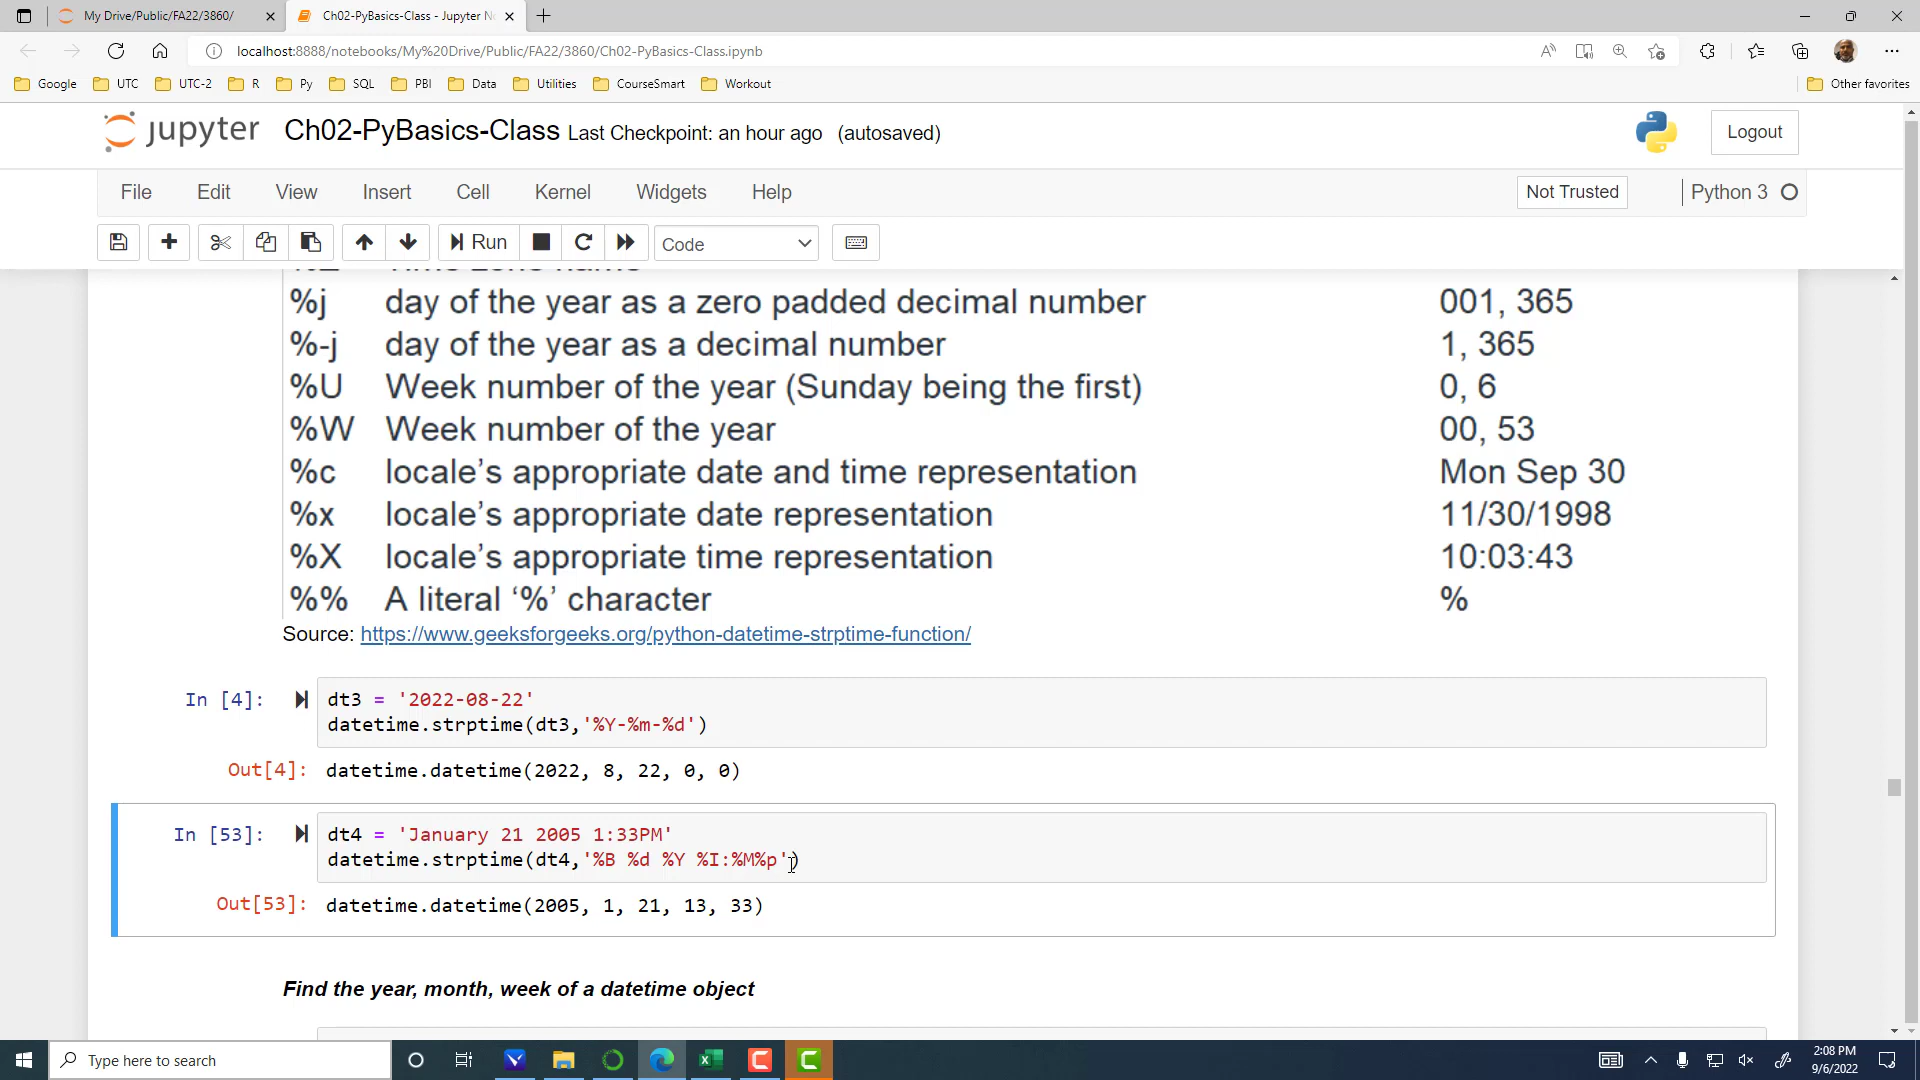 My Drive/Public/FA22/3860/
Ch02-PyBasics-Class - Jupyter N
localhost:8888/notebooks/My%20Drive/Public/FA22/3860/Ch02-PyBasics-Class.ipynb
Google UTC UTC-2 R Py SQL PBI Data Utilities CourseSmart Workout Other favorites
jupyter Ch02-PyBasics-Class Last Checkpoint: an hour ago (autosaved) Logout
File Edit View Insert Cell Kernel Widgets Help Not Trusted Python 3
Run Code
%j day of the year as a zero padded decimal number 001, 365
%-j day of the year as a decimal number 1, 365
%U Week number of the year (Sunday being the first) 0, 6
%W Week number of the year 00, 53
%c locale’s appropriate date and time representation Mon Sep 30
%x locale’s appropriate date representation 11/30/1998
%X locale’s appropriate time representation 10:03:43
%% A literal ‘%’ character %
Source: https://www.geeksforgeeks.org/python-datetime-strptime-function/
In [4]: dt3 = '2022-08-22'
datetime.strptime(dt3,'%Y-%m-%d')
Out[4]: datetime.datetime(2022, 8, 22, 0, 0)
In [53]: dt4 = 'January 21 2005 1:33PM'
datetime.strptime(dt4,'%B %d %Y %I:%M%p')
Out[53]: datetime.datetime(2005, 1, 21, 13, 33)
Find the year, month, week of a datetime object
Type here to search
2:08 PM
9/6/2022